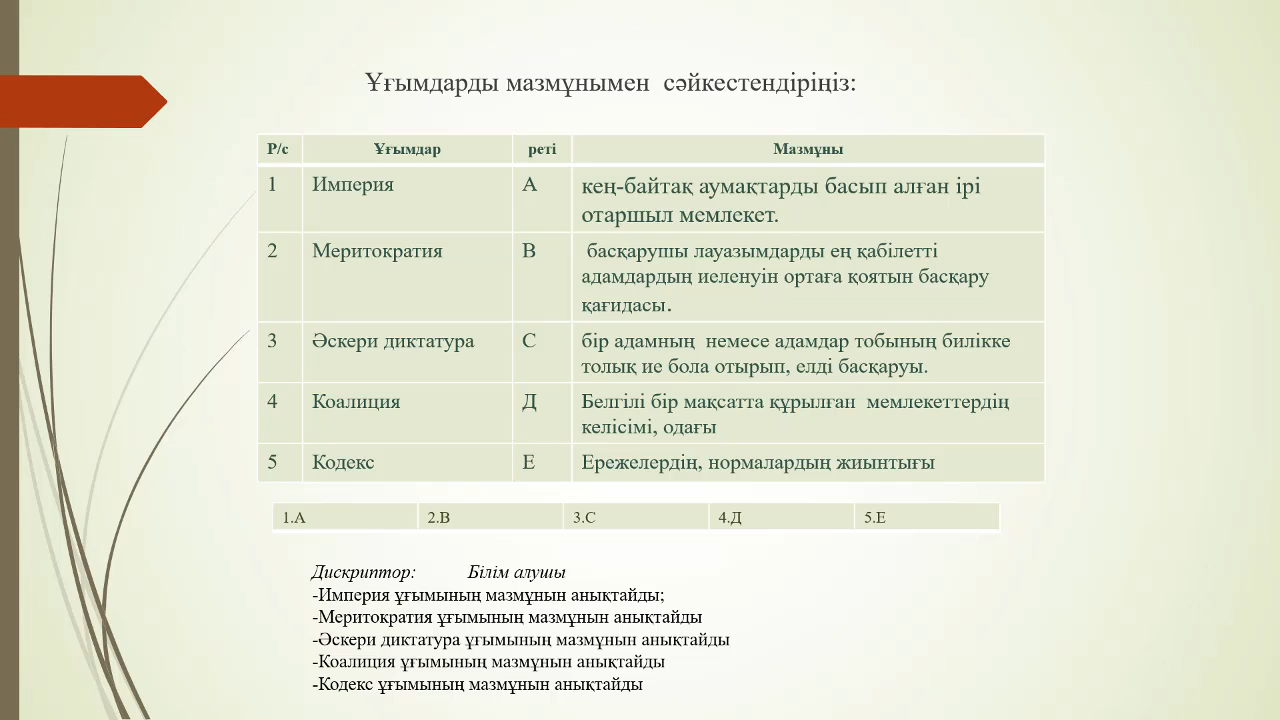 Ұғымдарды мазмұнымен сәйкестендіріңіз:
Р/с Ұғымдар реті Мазмұны
1 Империя А кең-байтақ аумақтарды басып алған ірі
отаршыл мемлекет.
2 Меритократия В басқарушы лауазымдарды ең қабілетті
адамдардың иеленуін ортаға қоятын басқару
қағидасы.
3 Әскери диктатура С бір адамның немесе адамдар тобының билікке
толық ие бола отырып, елді басқаруы.
4 Коалиция Д Белгілі бір мақсатта құрылған мемлекеттердің
келісімі, одағы
5 Кодекс Е Ережелердің, нормалардың жиынтығы
1.А 2.В 3.С 4.Д 5.Е
Дискриптор: Білім алушы
-Империя ұғымының мазмұнын анықтайды;
-Меритократия ұғымының мазмұнын анықтайды
-Әскери диктатура ұғымының мазмұнын анықтайды
-Коалиция ұғымының мазмұнын анықтайды
-Кодекс ұғымының мазмұнын анықтайды